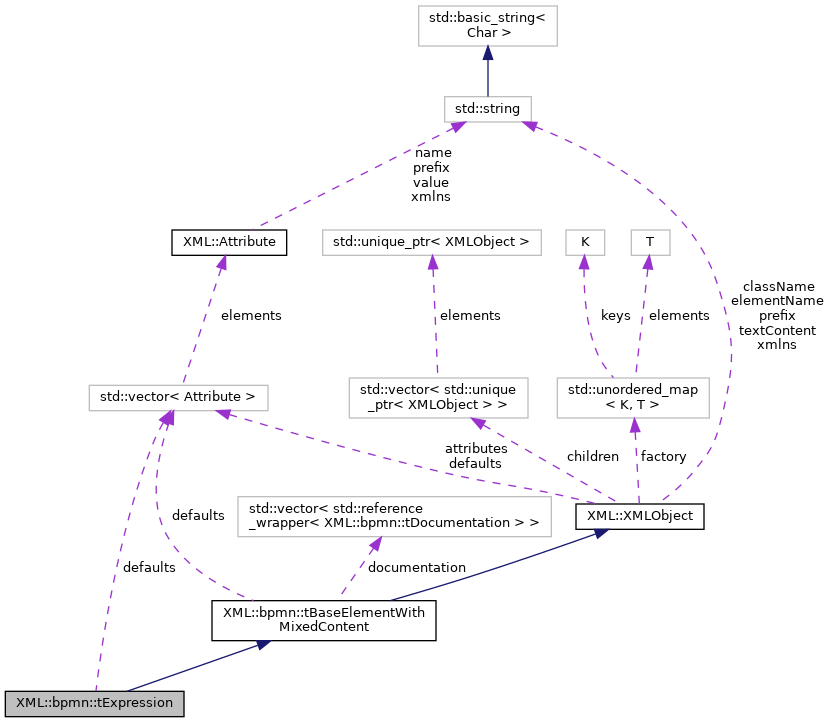 std::basic_string<
Char >
std::string
name
prefix
value
xmlns
XML::Attribute
std::unique_ptr< XMLObject >
K
T
className
elementName
prefix
textContent
xmlns
elements
elements
keys
elements
std::vector< Attribute >
std::vector< std::unique
_ptr< XMLObject > >
std::unordered_map
< K, T >
attributes
defaults
children
factory
std::vector< std::reference
_wrapper< XML::bpmn::tDocumentation > >
XML::XMLObject
defaults
defaults
documentation
XML::bpmn::tBaseElementWith
MixedContent
XML::bpmn::tExpression